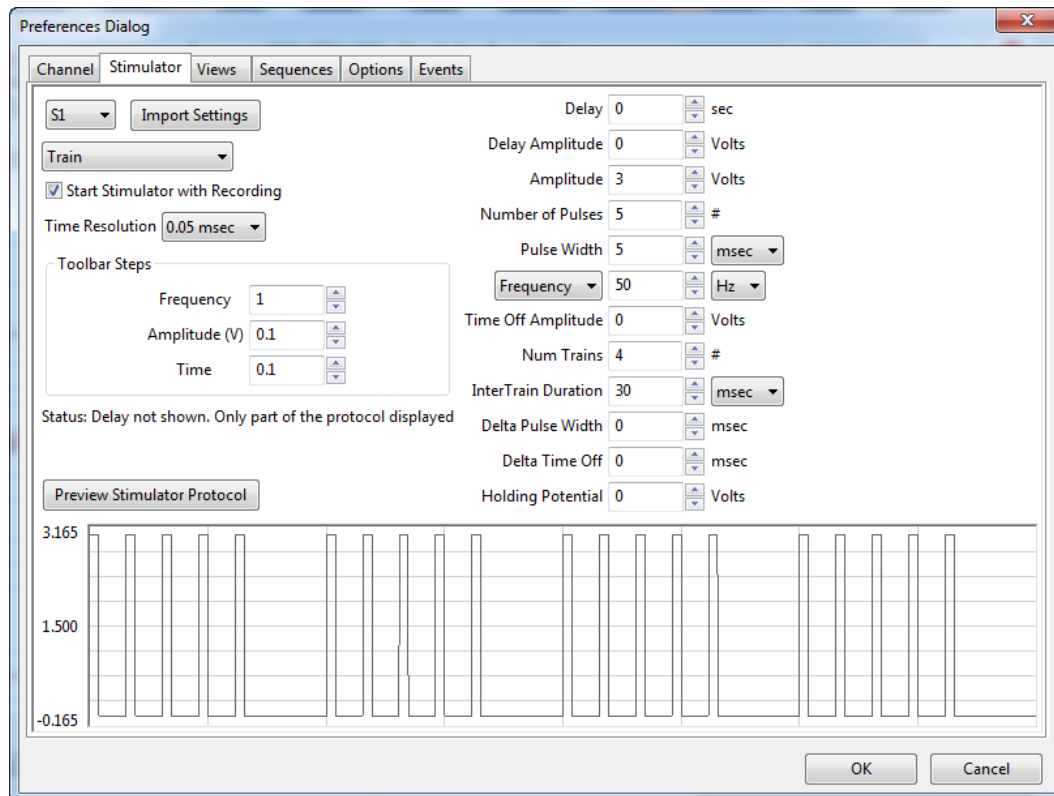 Preferences Dialog
X
Channel Stimulator Views Sequences Options Events
S1 Import Settings
Train
Start Stimulator with Recording
Time Resolution 0.05 msec
Toolbar Steps
Frequency 1
Amplitude (V) 0.1
Time 0.1
Status: Delay not shown. Only part of the protocol displayed
Preview Stimulator Protocol
Delay 0 sec
Delay Amplitude 0 Volts
Amplitude 3 Volts
Number of Pulses 5 #
Pulse Width 5 msec
Frequency 50 Hz
Time Off Amplitude 0 Volts
Num Trains 4 #
InterTrain Duration 30 msec
Delta Pulse Width 0 msec
Delta Time Off 0 msec
Holding Potential 0 Volts
3.165
1.500
-0.165
OK Cancel